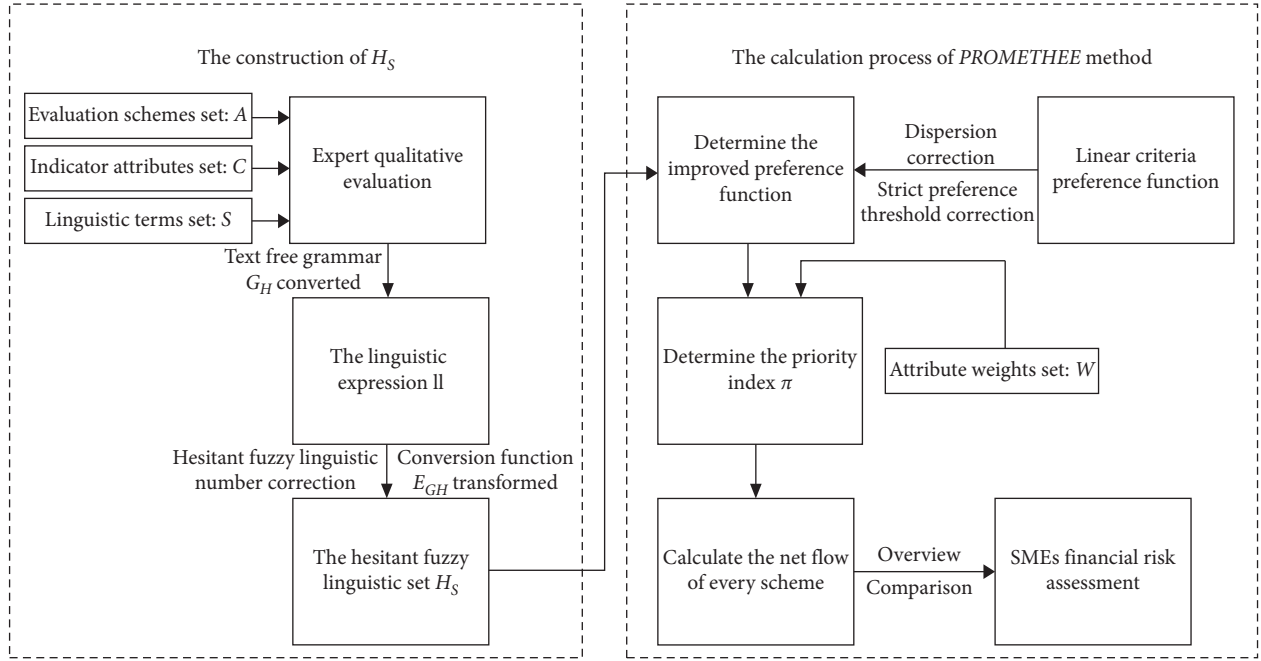 The construction of H_S
Evaluation schemes set: A
Indicator attributes set: C
Linguistic terms set: S
Expert qualitative
evaluation
Text free grammar
G_H converted
The linguistic
expression ll
Hesitant fuzzy linguistic
number correction
Conversion function
E_GH transformed
The hesitant fuzzy
linguistic set H_S
The calculation process of PROMETHEE method
Determine the
improved preference
function
Dispersion
correction
Strict preference
threshold correction
Linear criteria
preference function
Determine the priority
index π
Attribute weights set: W
Calculate the net flow
of every scheme
Overview
Comparison
SMEs financial risk
assessment